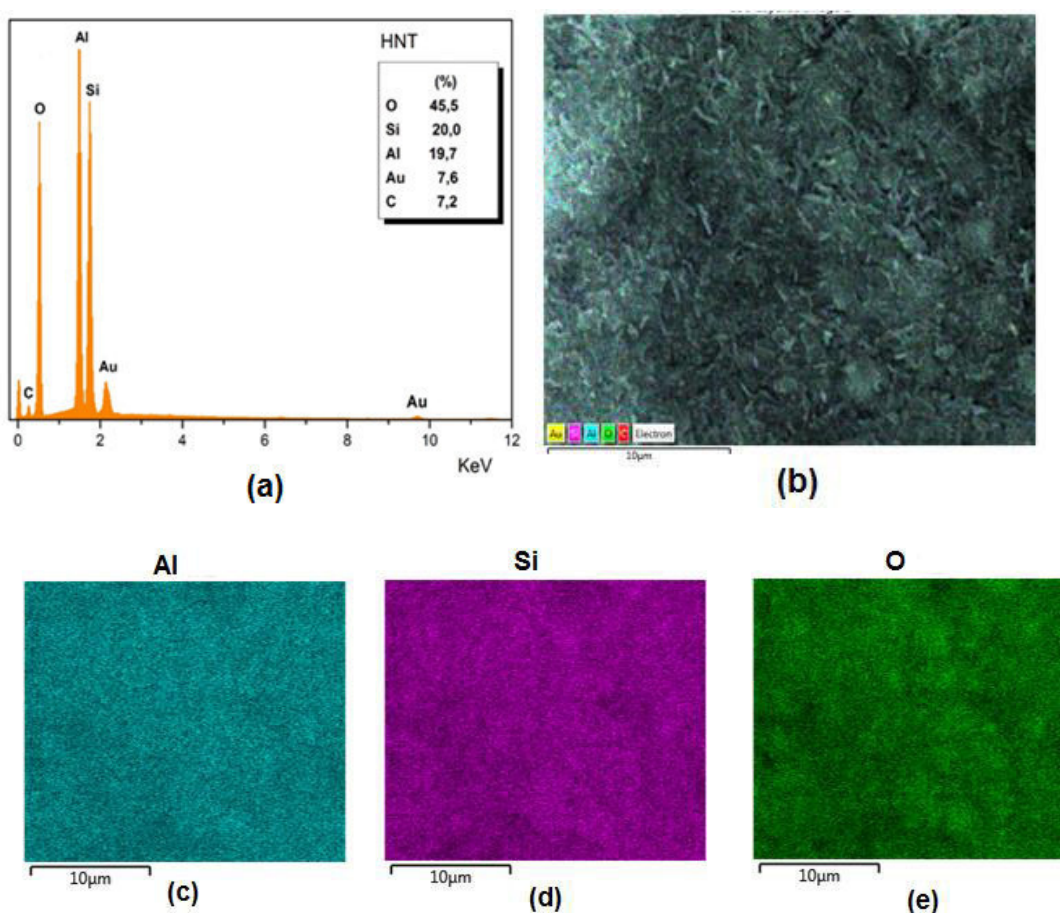 HNT
(%)
O 45,5
Si 20,0
Al 19,7
Au 7,6
C 7,2
Al
Si
O
Au
C
Au
0 2 4 6 8 10 12
KeV
(a)
Au Al O C Electron
10µm
(b)
Al
10µm
(c)
Si
10µm
(d)
O
10µm
(e)